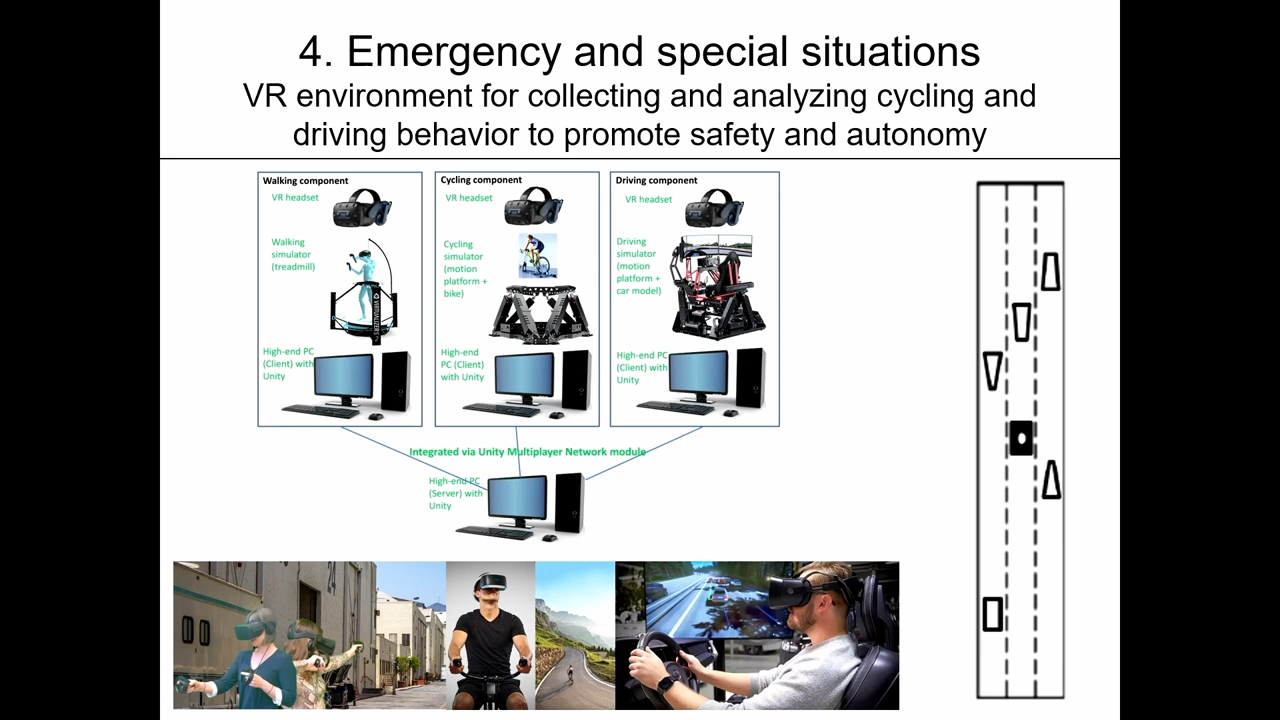 4. Emergency and special situations
VR environment for collecting and analyzing cycling and
driving behavior to promote safety and autonomy
Walking component
VR headset
Walking
simulator
(treadmill)
High-end PC
(Client) with
Unity
Cycling component
VR headset
Cycling
simulator
(motion
platform +
bike)
High-end
PC (Client)
with Unity
Driving component
VR headset
Driving
simulator
(motion
platform +
car model)
High-end PC
(Client) with
Unity
Integrated via Unity Multiplayer Network module
High-end PC
(Server) with
Unity